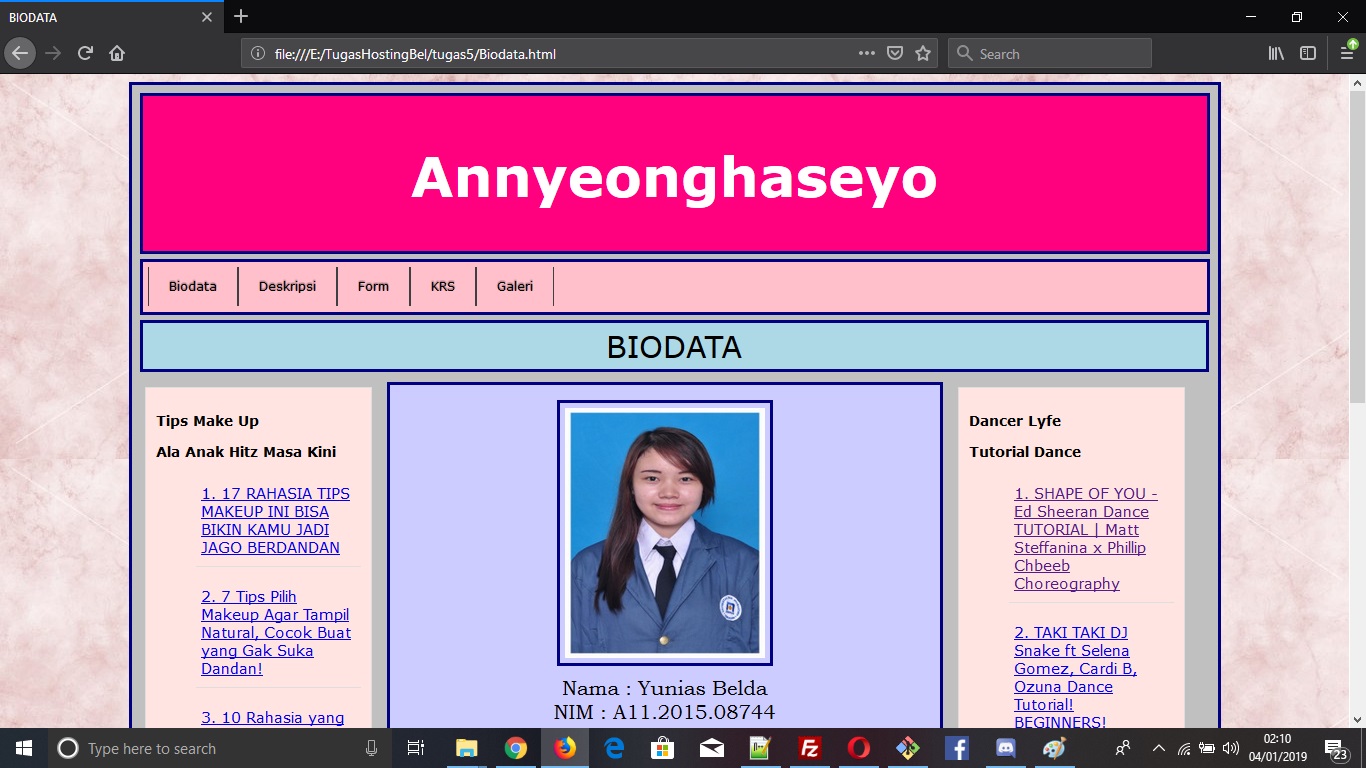 BIODATA
file:///E:/TugasHostingBel/tugas5/Biodata.html
Search
Annyeonghaseyo
Biodata
Deskripsi
Form
KRS
Galeri
BIODATA
Tips Make Up
Ala Anak Hitz Masa Kini
1. 17 RAHASIA TIPS
MAKEUP INI BISA
BIKIN KAMU JADI
JAGO BERDANDAN
2. 7 Tips Pilih
Makeup Agar Tampil
Natural, Cocok Buat
yang Gak Suka
Dandan!
3. 10 Rahasia yang
Nama : Yunias Belda
NIM : A11.2015.08744
Dancer Lyfe
Tutorial Dance
1. SHAPE OF YOU -
Ed Sheeran Dance
TUTORIAL | Matt
Steffanina x Phillip
Chbeeb
Choreography
2. TAKI TAKI DJ
Snake ft Selena
Gomez, Cardi B,
Ozuna Dance
Tutorial!
BEGINNERS!
Type here to search
02:10
04/01/2019
23